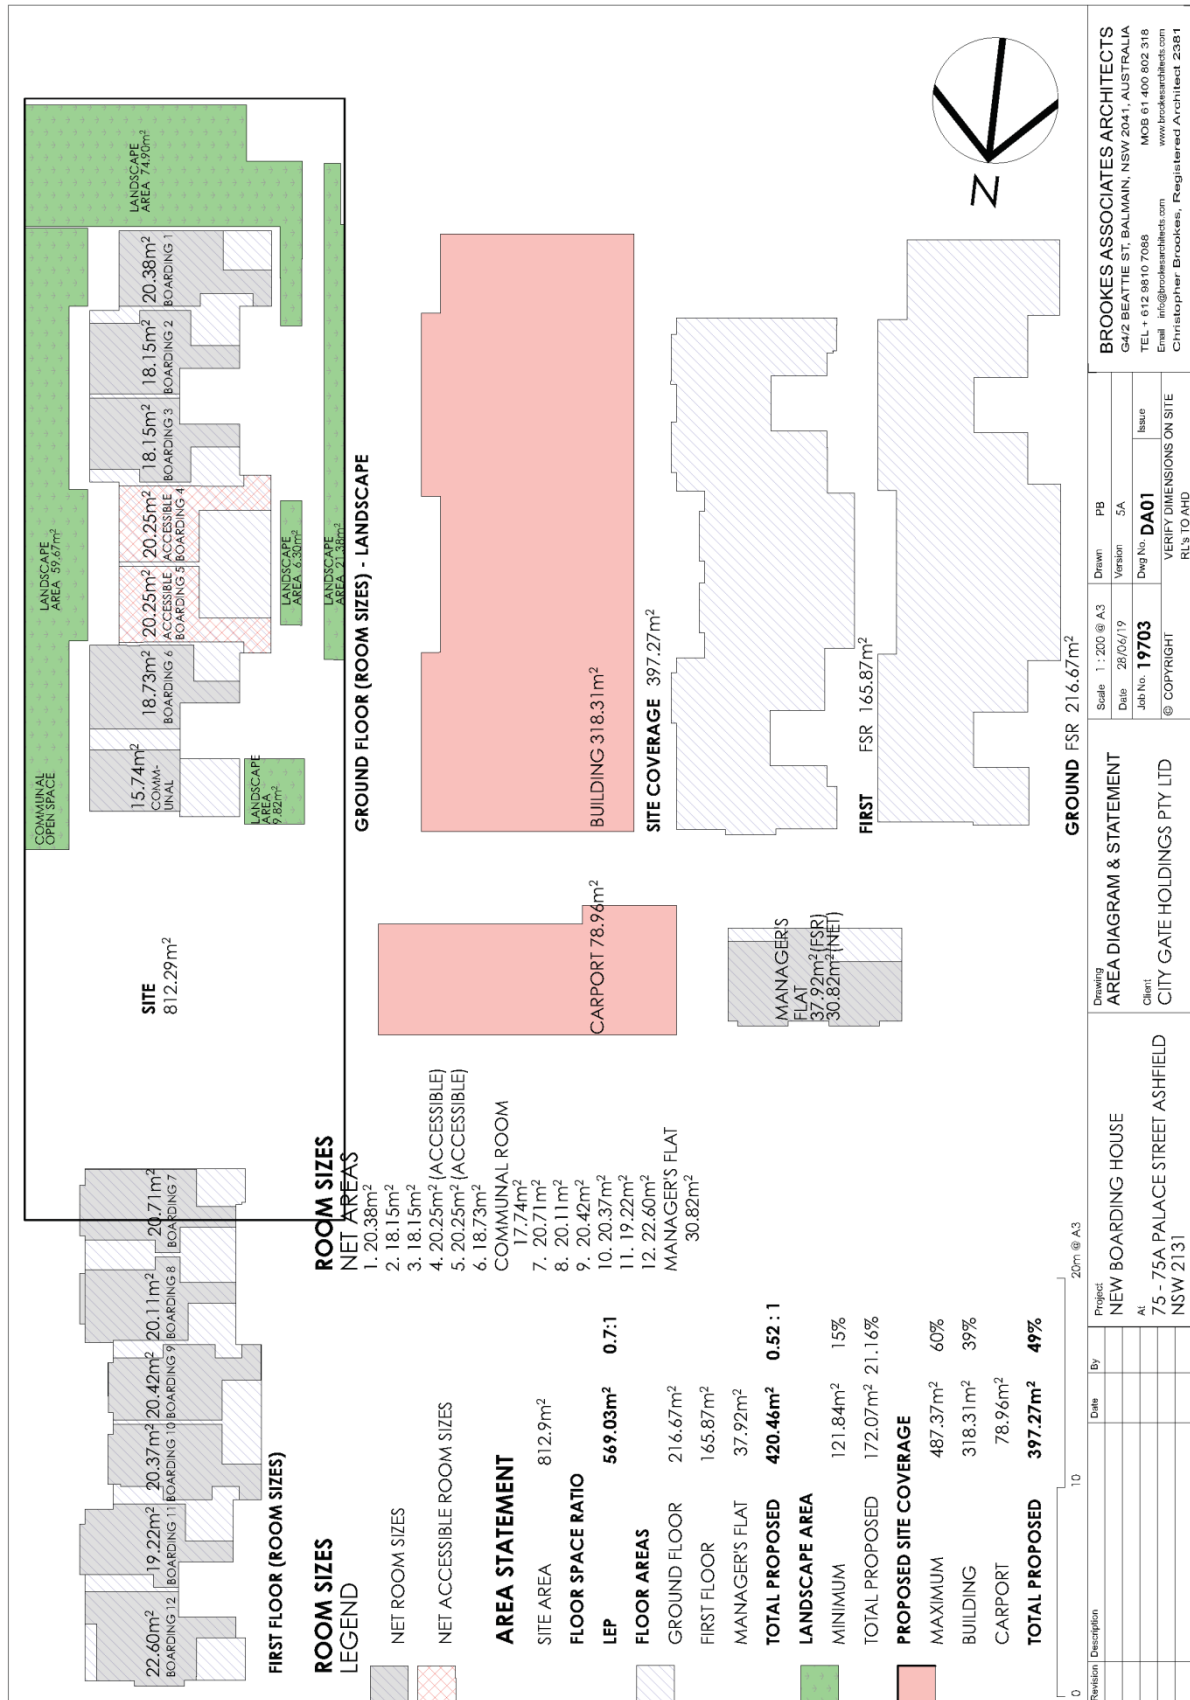 22.60m²
BOARDING 12
19.22m²
BOARDING 11
20.37m²
BOARDING 10
20.42m²
BOARDING 9
20.11m²
BOARDING 8
20.71m²
BOARDING 7
FIRST FLOOR (ROOM SIZES)
SITE
812.29m²
COMMUNAL
OPEN SPACE
LANDSCAPE
AREA 59.67m²
LANDSCAPE
AREA 74.90m²
15.74m²
COMM-
UNAL
18.73m²
BOARDING 6
20.25m²
ACCESSIBLE
BOARDING 5
20.25m²
ACCESSIBLE
BOARDING 4
18.15m²
BOARDING 3
18.15m²
BOARDING 2
20.38m²
BOARDING 1
LANDSCAPE
AREA
9.82m²
LANDSCAPE
AREA 6.30m²
LANDSCAPE
AREA 21.38m²
GROUND FLOOR (ROOM SIZES) - LANDSCAPE
ROOM SIZES
LEGEND
NET ROOM SIZES
NET ACCESSIBLE ROOM SIZES
ROOM SIZES
NET AREAS
1. 20.38m²
2. 18.15m²
3.18.15m²
4. 20.25m² (ACCESSIBLE)
5. 20.25m² (ACCESSIBLE)
6. 18.73m²
COMMUNAL ROOM
17.74m²
7. 20.71m²
8. 20.11m²
9. 20.42m²
10. 20.37m²
11. 19.22m²
12. 22.60m²
MANAGER'S FLAT
30.82m²
AREA STATEMENT
SITE AREA 812.9m²
FLOOR SPACE RATIO
LEP 569.03m² 0.7:1
FLOOR AREAS
GROUND FLOOR 216.67m²
FIRST FLOOR 165.87m²
MANAGER'S FLAT 37.92m²
TOTAL PROPOSED 420.46m² 0.52 : 1
LANDSCAPE AREA
MINIMUM 121.84m² 15%
TOTAL PROPOSED 172.07m² 21.16%
PROPOSED SITE COVERAGE
MAXIMUM 487.37m² 60%
BUILDING 318.31m² 39%
CARPORT 78.96m²
TOTAL PROPOSED 397.27m² 49%
CARPORT 78.96m²
BUILDING 318.31m²
SITE COVERAGE 397.27m²
MANAGER'S
FLAT
37.92m²(FSR)
30.82m²(NET)
FIRST FSR 165.87m²
GROUND FSR 216.67m²
N
0 10 20m @ A3
Revision Description Date By
Project
NEW BOARDING HOUSE
At
75 - 75A PALACE STREET ASHFIELD
NSW 2131
Drawing
AREA DIAGRAM & STATEMENT
Client
CITY GATE HOLDINGS PTY LTD
Scale 1 : 200 @ A3 Drawn PB
Date 28/06/19 Version 5A
Job No. 19703 Dwg No. DA01 Issue
© COPYRIGHT VERIFY DIMENSIONS ON SITE
RL's TO AHD
BROOKES ASSOCIATES ARCHITECTS
G4/2 BEATTIE ST, BALMAIN, NSW 2041, AUSTRALIA
TEL + 612 9810 7088 MOB 61 400 802 318
Email info@brookesarchitects.com www.brookesarchitects.com
Christopher Brookes, Registered Architect 2381